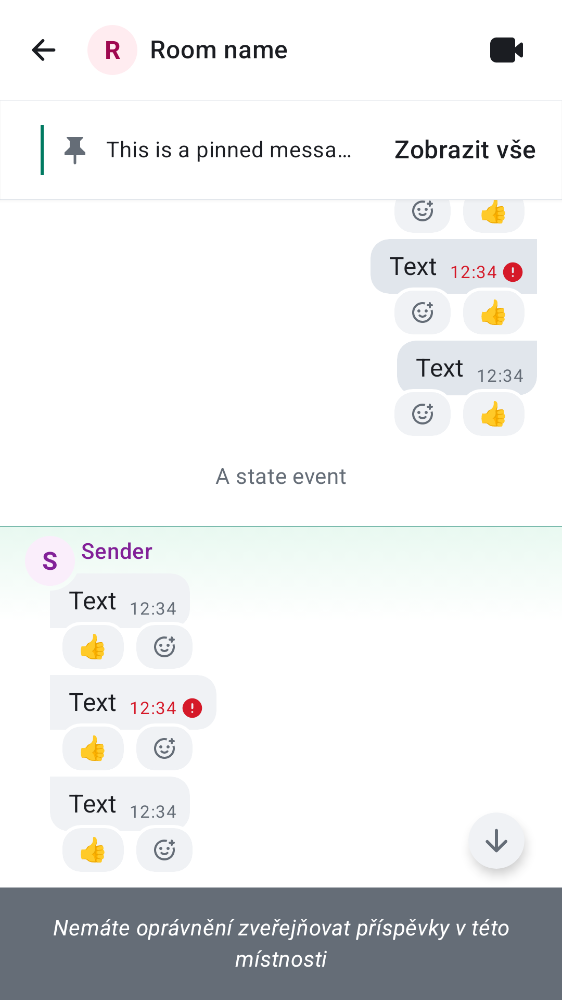 R Room name
This is a pinned messa… Zobrazit vše
Text 12:34
Text 12:34
A state event
S Sender
Text 12:34
Text 12:34
Text 12:34
Nemáte oprávnění zveřejňovat příspěvky v této
místnosti